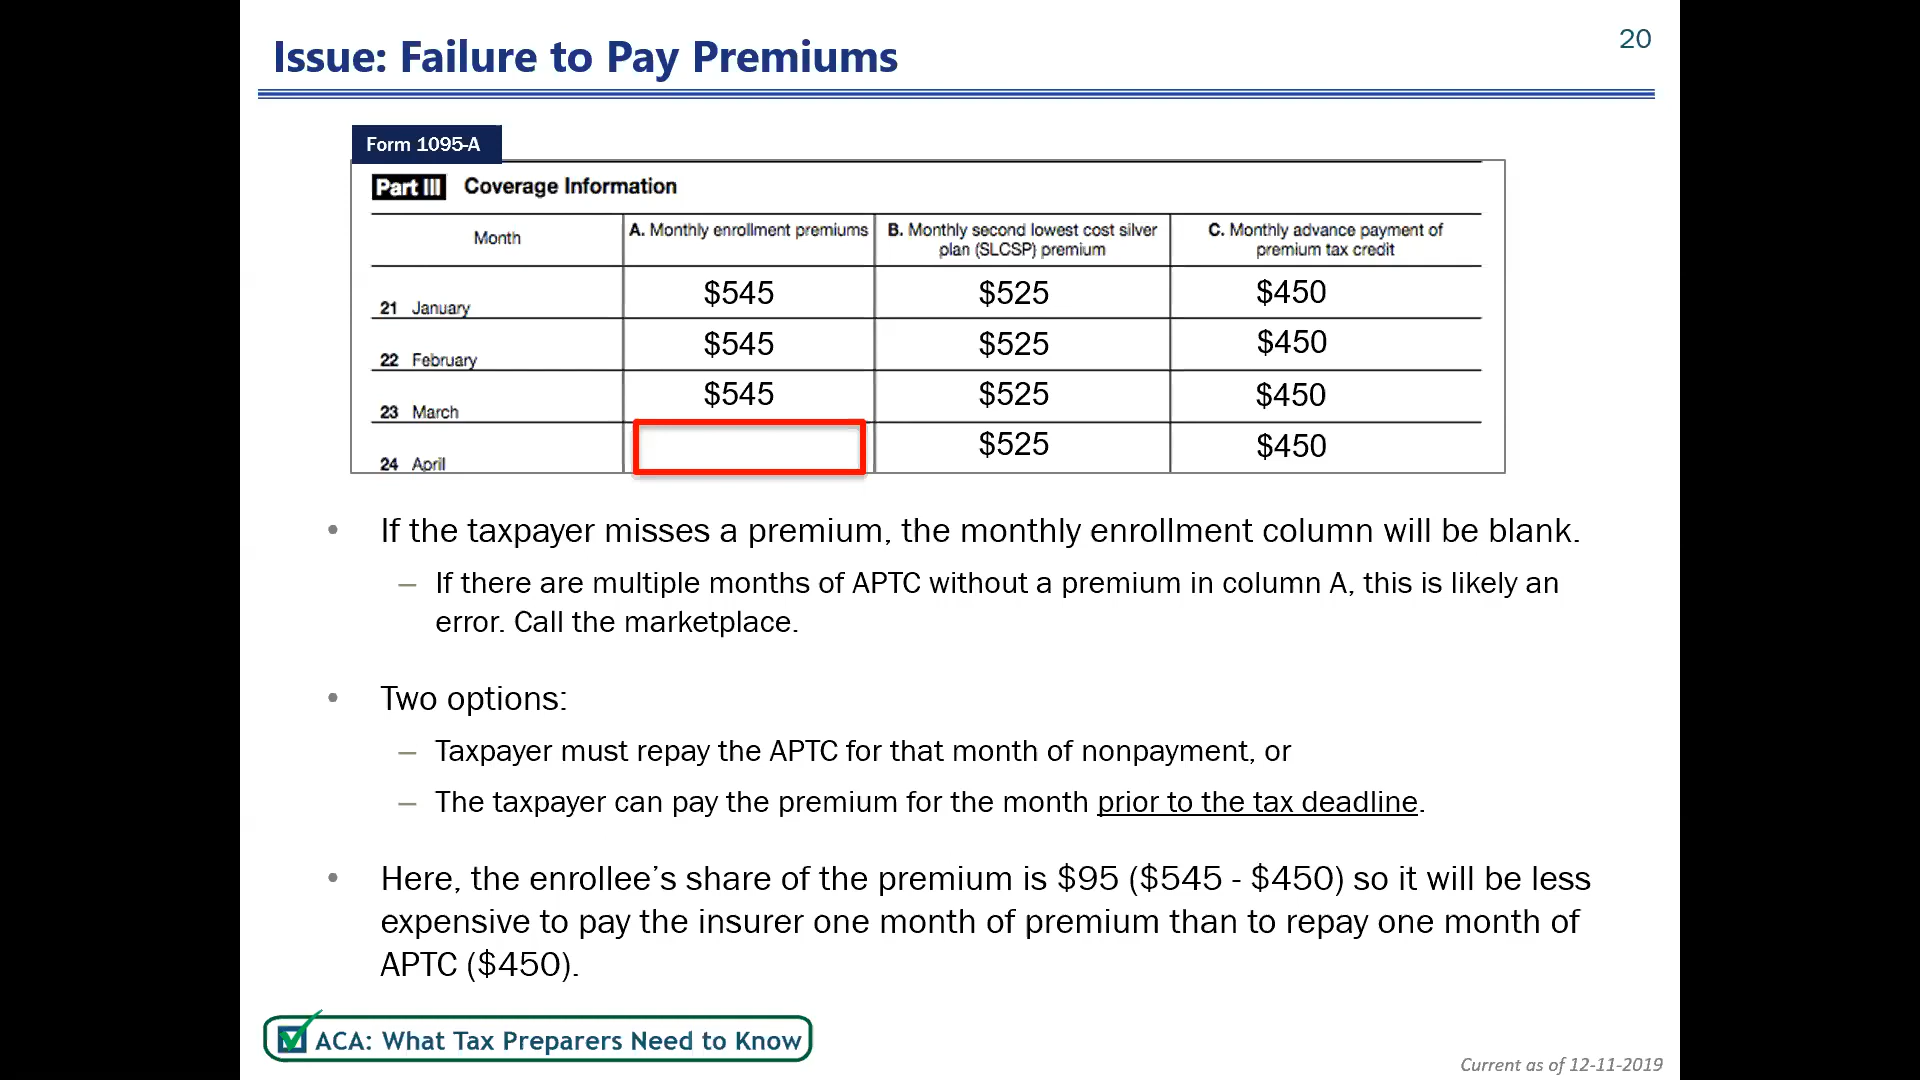 Issue: Failure to Pay Premiums
20
Form 1095-A
Part III Coverage Information
Month
A. Monthly enrollment premiums
B. Monthly second lowest cost silver
plan (SLCSP) premium
C. Monthly advance payment of
premium tax credit
21 January $545 $525 $450
22 February $545 $525 $450
23 March $545 $525 $450
24 April $525 $450
• If the taxpayer misses a premium, the monthly enrollment column will be blank.
– If there are multiple months of APTC without a premium in column A, this is likely an
error. Call the marketplace.
• Two options:
– Taxpayer must repay the APTC for that month of nonpayment, or
– The taxpayer can pay the premium for the month prior to the tax deadline.
• Here, the enrollee’s share of the premium is $95 ($545 - $450) so it will be less
expensive to pay the insurer one month of premium than to repay one month of
APTC ($450).
ACA: What Tax Preparers Need to Know
Current as of 12-11-2019